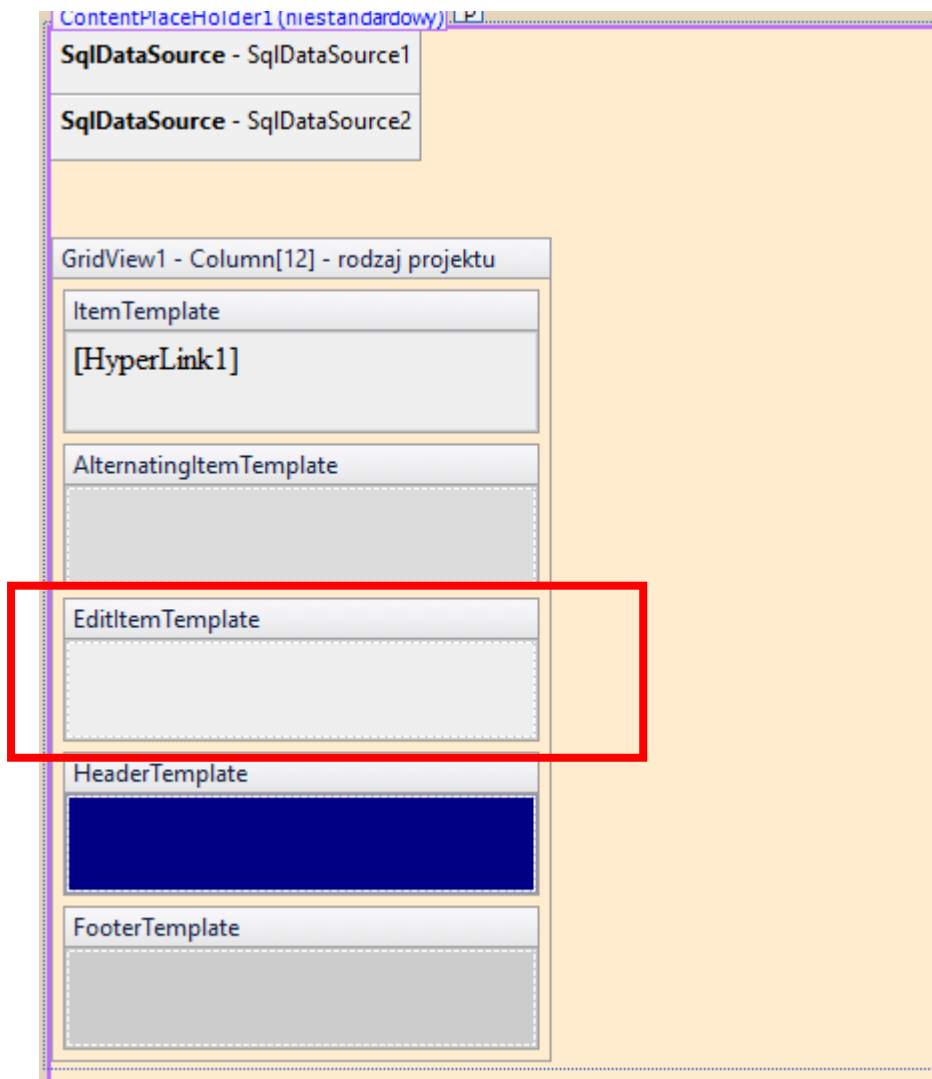 ContentPlaceHolder1 (niestandardowy)
SqlDataSource - SqlDataSource1
SqlDataSource - SqlDataSource2
GridView1 - Column[12] - rodzaj projektu
ItemTemplate
[HyperLink1]
AlternatingItemTemplate
EditItemTemplate
HeaderTemplate
FooterTemplate